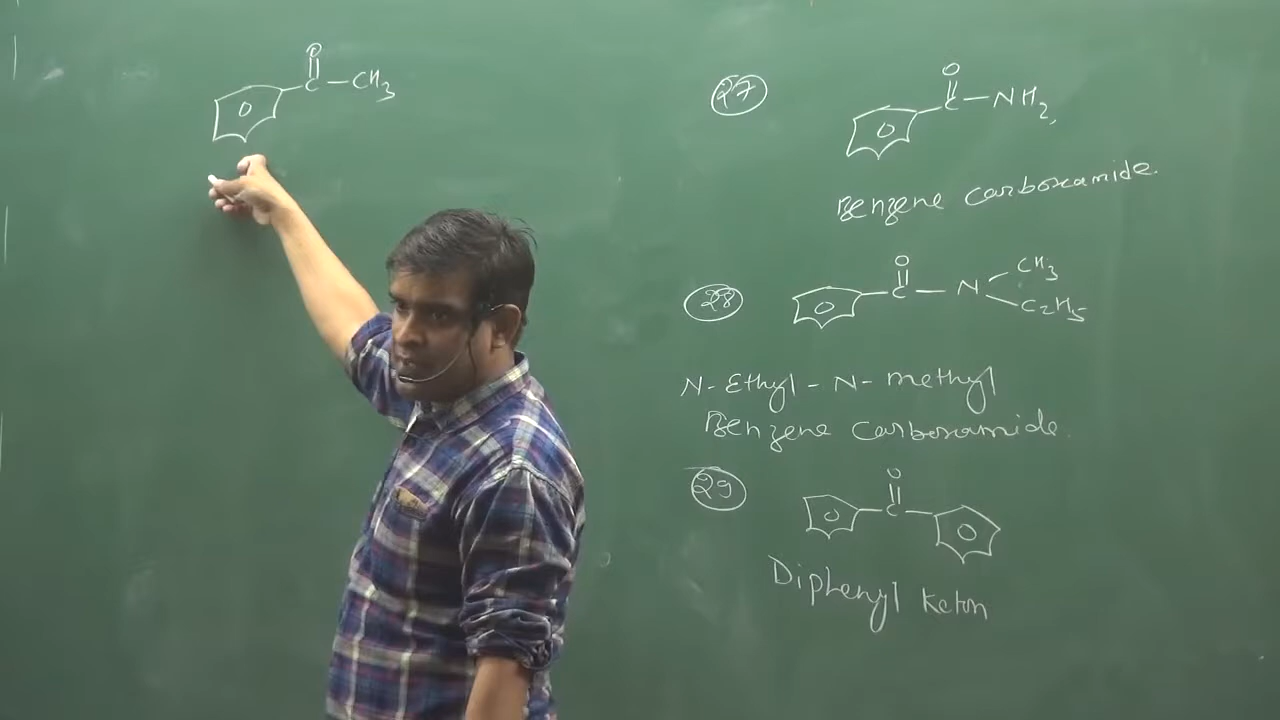 O
C - CH3
27
O
C - NH2
Benzene Carboxamide.
28
O
C - N
CH3
C2H5
N-Ethyl-N-methyl
Benzene Carboxamide.
29
O
C
Diphenyl Keton